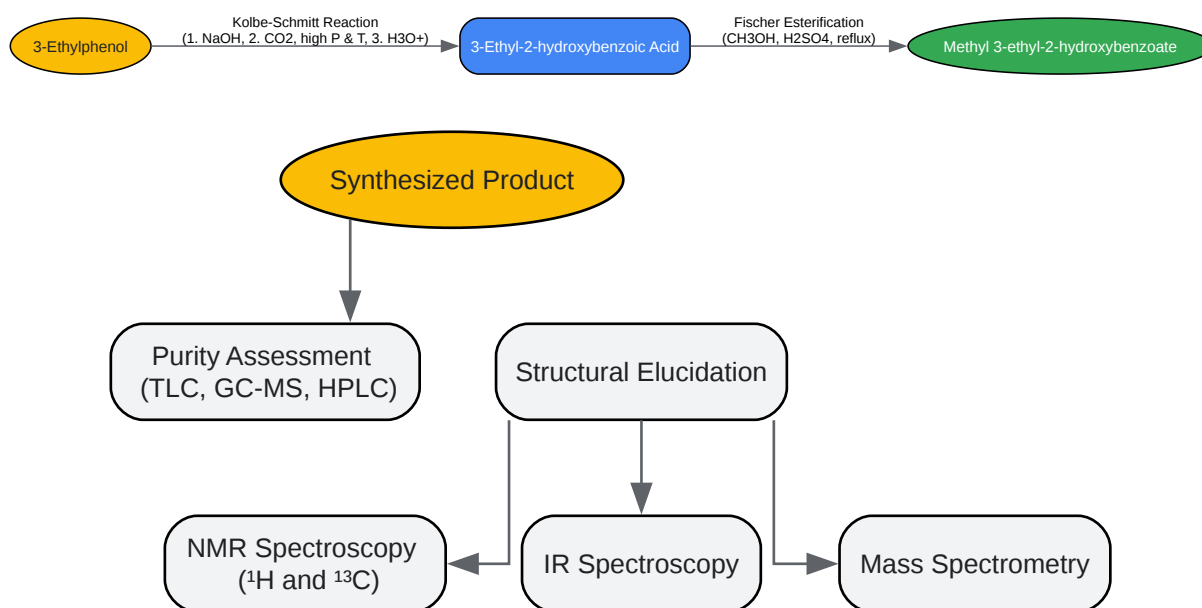 3-Ethylphenol
Kolbe-Schmitt Reaction
(1. NaOH, 2. CO2, high P & T, 3. H3O+)
3-Ethyl-2-hydroxybenzoic Acid
Fischer Esterification
(CH3OH, H2SO4, reflux)
Methyl 3-ethyl-2-hydroxybenzoate
Synthesized Product
Purity Assessment
(TLC, GC-MS, HPLC)
Structural Elucidation
NMR Spectroscopy
(¹H and ¹³C)
IR Spectroscopy
Mass Spectrometry